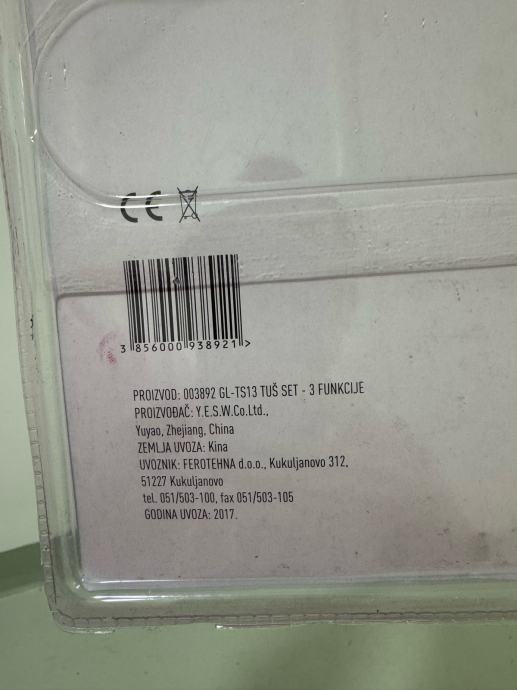 CE
3 856000 938921 >
PROIZVOD: 003892 GL-TS13 TUŠ SET - 3 FUNKCIJE
PROIZVOĐAČ: Y.E.S.W.Co.Ltd.,
Yuyao, Zhejiang, China
ZEMLJA UVOZA: Kina
UVOZNIK: FEROTEHNA d.o.o., Kukuljanovo 312,
51227 Kukuljanovo
tel. 051/503-100, fax 051/503-105
GODINA UVOZA: 2017.